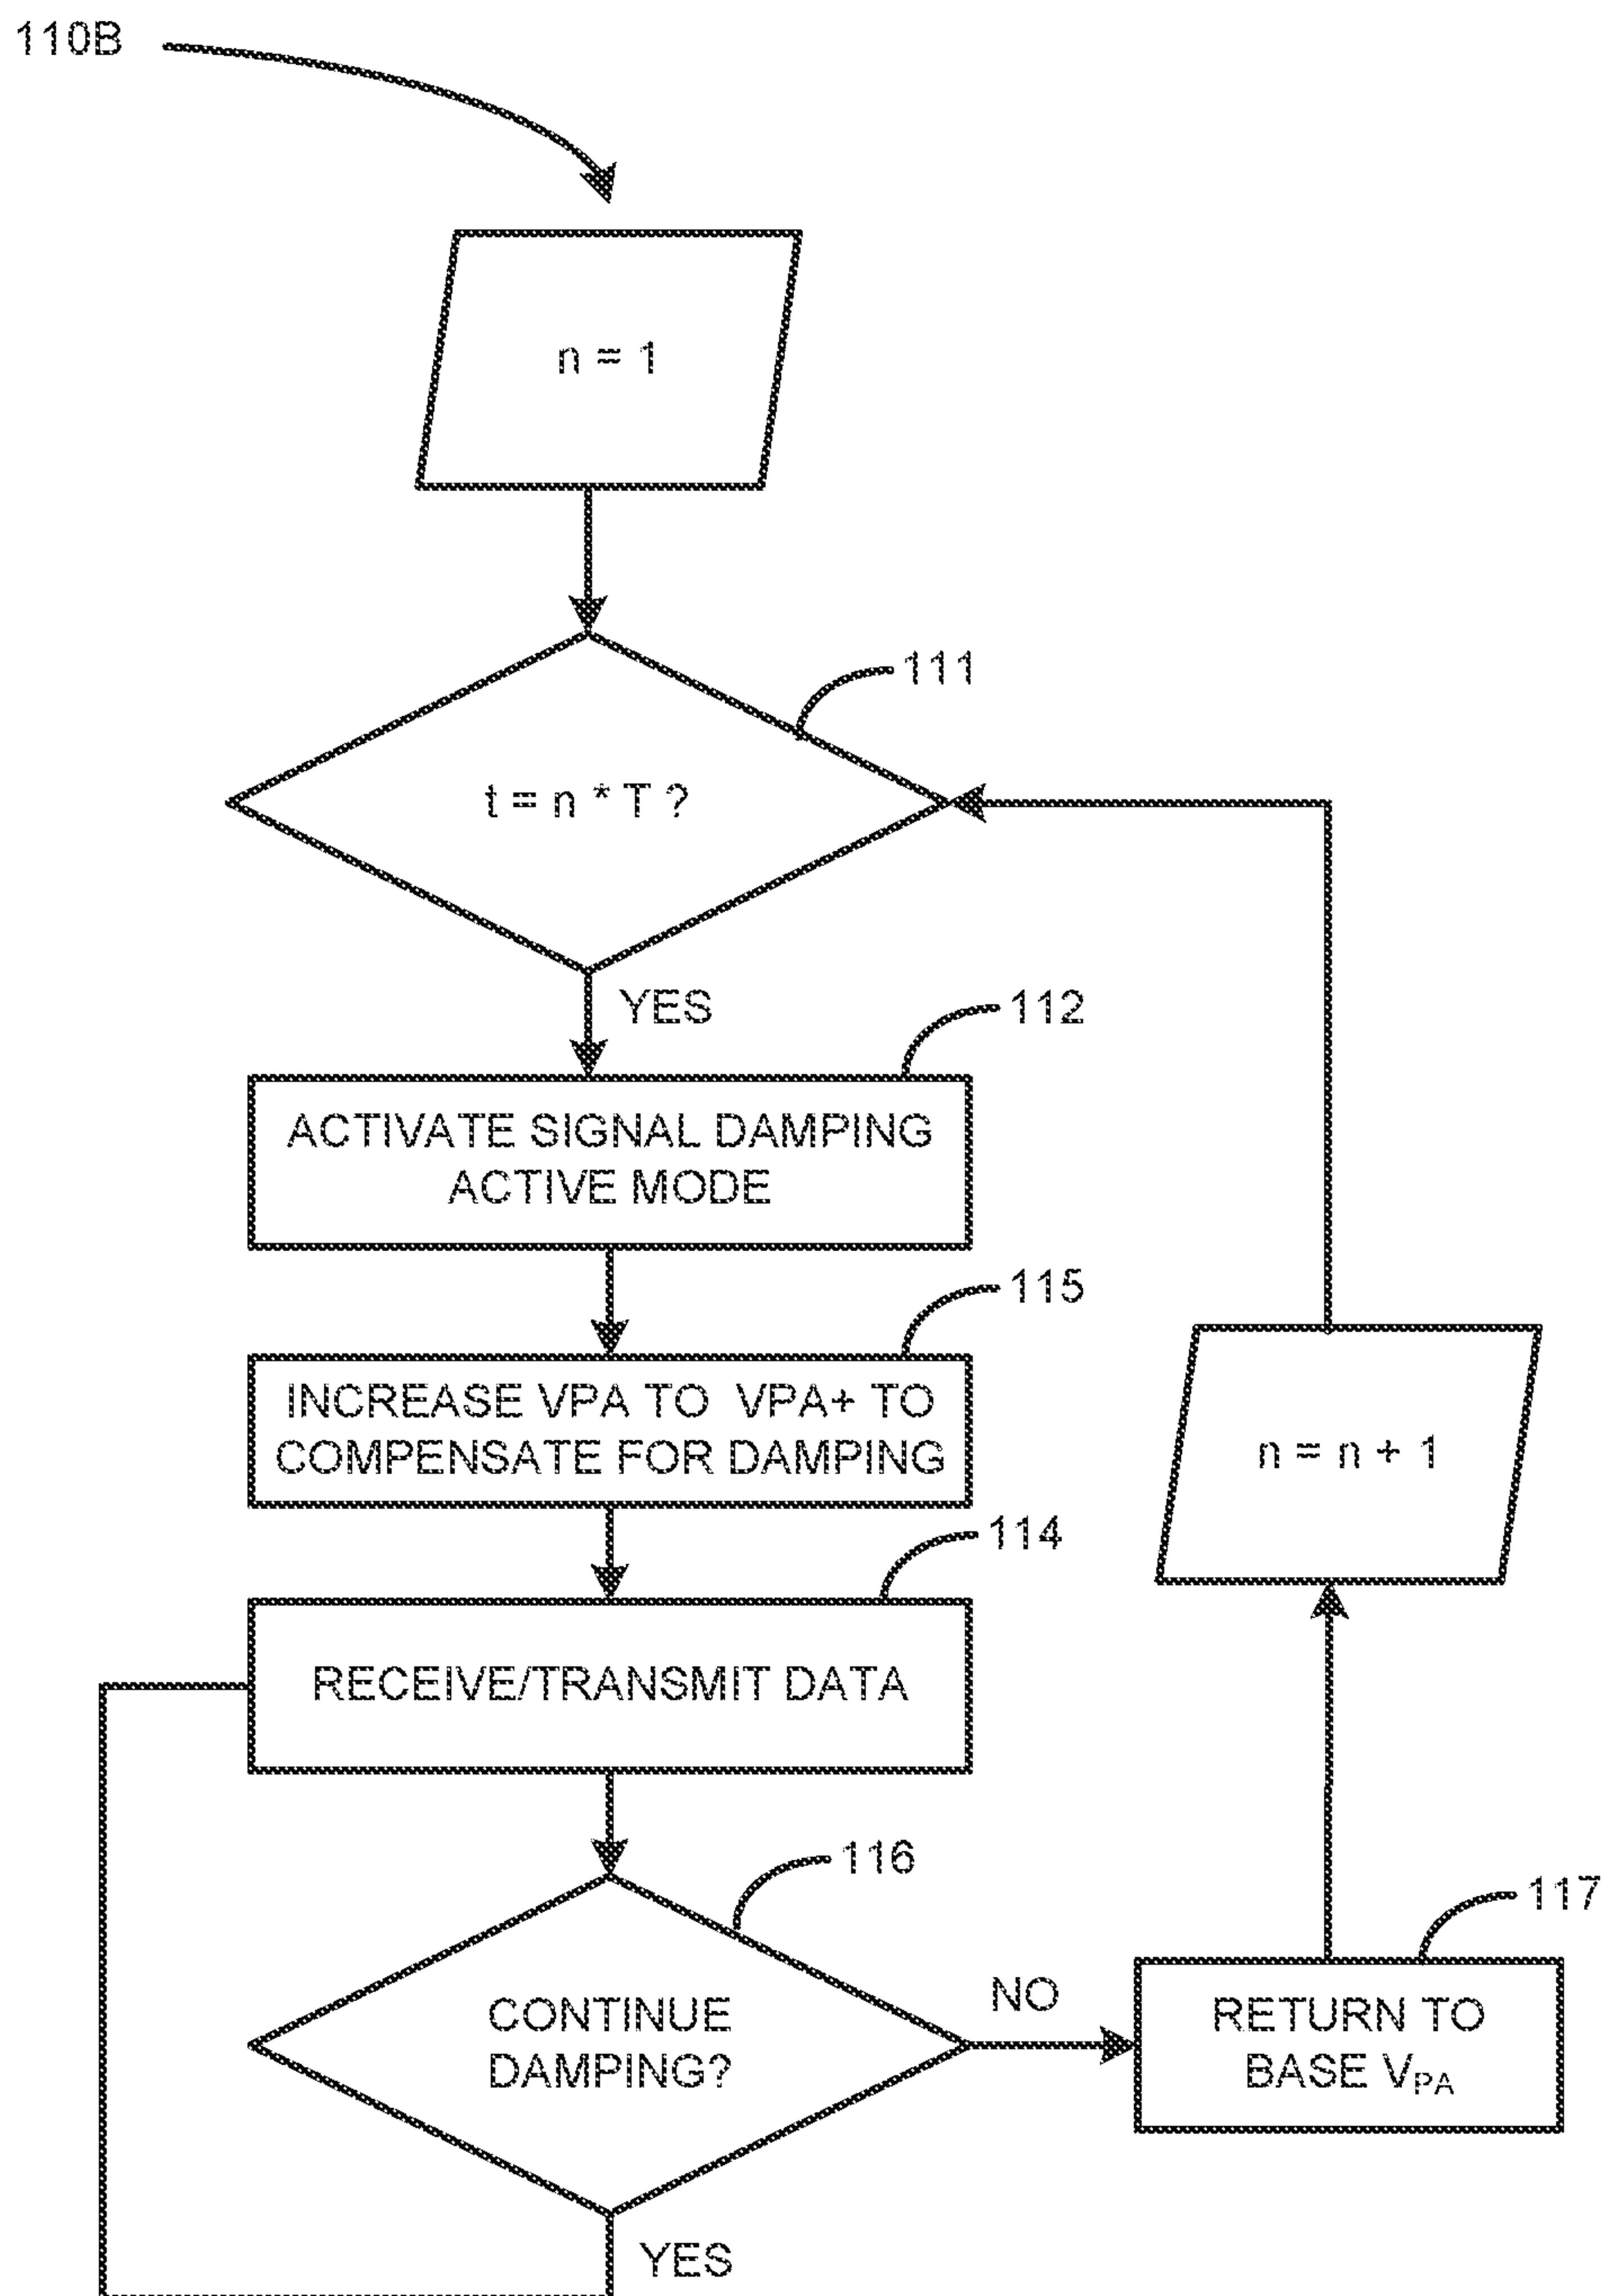 110B
n = 1
111
t = n * T ?
YES
112
ACTIVATE SIGNAL DAMPING
ACTIVE MODE
115
INCREASE VPA TO VPA+ TO
COMPENSATE FOR DAMPING
n = n + 1
114
RECEIVE/TRANSMIT DATA
116
117
CONTINUE
DAMPING?
NO
RETURN TO
BASE VPA
YES